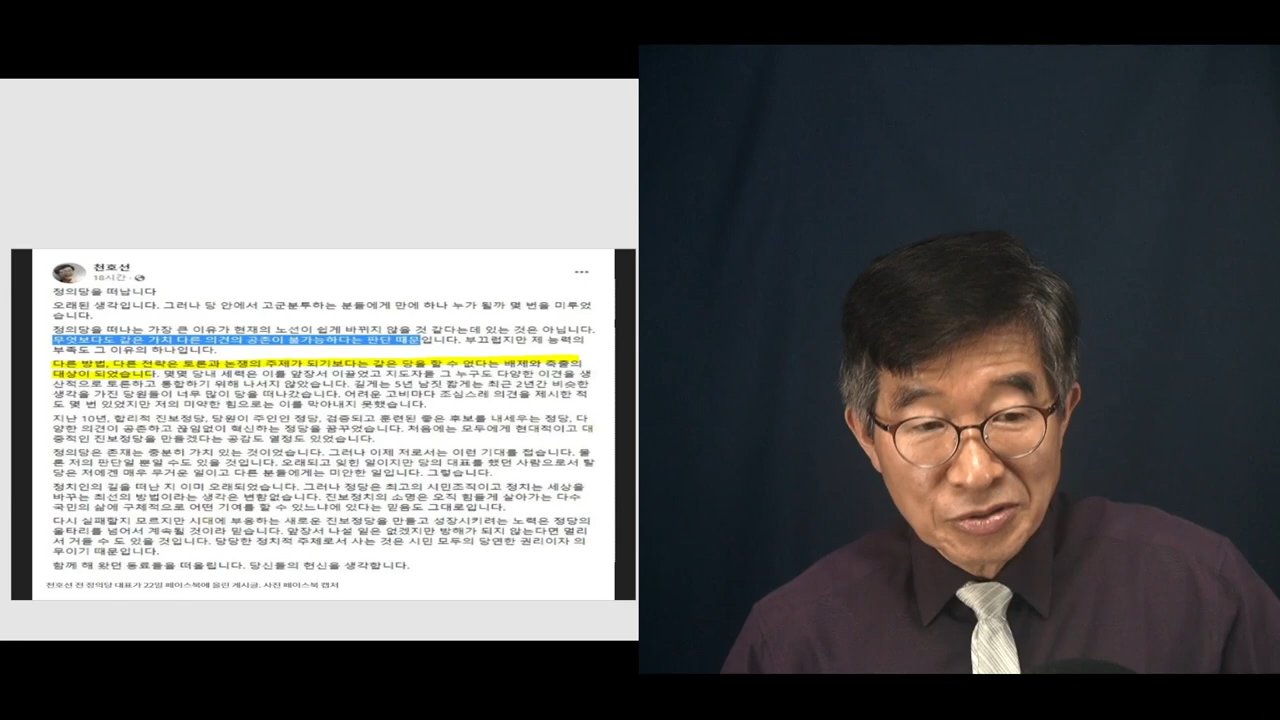 천호선
18시간 ·
정의당을 떠납니다
오래된 생각입니다. 그러나 당 안에서 고군분투하는 분들에게 만에 하나 누가 될까 몇 번을 미루었
습니다.
정의당을 떠나는 가장 큰 이유가 현재의 노선이 쉽게 바뀌지 않을 것 같다는데 있는 것은 아닙니다.
무엇보다도 같은 가치 다른 의견의 공존이 불가능하다는 판단 때문입니다. 부끄럽지만 제 능력의
부족도 그 이유의 하나입니다.
다른 방법, 다른 전략은 토론과 논쟁의 주제가 되기보다는 같은 당을 할 수 없다는 배제와 축출의
대상이 되었습니다. 몇몇 당내 세력은 이를 앞장서 이끌었고 지도자들 그 누구도 다양한 이견을 생
산적으로 토론하고 통합하기 위해 나서지 않았습니다. 길게는 5년 남짓 짧게는 최근 2년간 비슷한
생각을 가진 당원들이 너무 많이 당을 떠나갔습니다. 어려운 고비마다 조심스레 의견을 제시한 적
도 몇 번 있었지만 저의 미약한 힘으로는 이를 막아내지 못했습니다.
지난 10년, 합리적 진보정당, 당원이 주인인 정당, 검증되고 훈련된 좋은 후보를 내세우는 정당, 다
양한 의견이 공존하고 끊임없이 혁신하는 정당을 꿈꾸었습니다. 처음에는 모두에게 현대적이고 대
중적인 진보정당을 만들겠다는 공감도 열정도 있었습니다.
정의당은 존재는 충분히 가치 있는 것이었습니다. 그러나 이제 저로서는 이런 기대를 접습니다. 물
론 저의 판단일 뿐일 수도 있을 것입니다. 오래되고 잊힌 일이지만 당의 대표를 했던 사람으로서 탈
당은 저에겐 매우 무거운 일이고 다른 분들에게는 미안한 일입니다. 그렇습니다.
정치인의 길을 떠난 지 이미 오래되었습니다. 그러나 정당은 최고의 시민조직이고 정치는 세상을
바꾸는 최선의 방법이라는 생각은 변함없습니다. 진보정치의 소명은 오직 힘들게 살아가는 다수
국민의 삶에 구체적으로 어떤 기여를 할 수 있느냐에 있다는 믿음도 그대로입니다.
다시 실패할지 모르지만 시대에 부응하는 새로운 진보정당을 만들고 성장시키려는 노력은 정당의
울타리를 넘어서 계속될 것이라 믿습니다. 앞장서 나설 일은 없겠지만 방해가 되지 않는다면 멀리
서 거들 수 도 있을 것입니다. 당당한 정치적 주체로서 사는 것은 시민 모두의 당연한 권리이자 의
무이기 때문입니다.
함께 해 왔던 동료들을 떠올립니다. 당신들의 헌신을 생각합니다.
천호선 전 정의당 대표가 22일 페이스북에 올린 게시글. 사진 페이스북 캡처